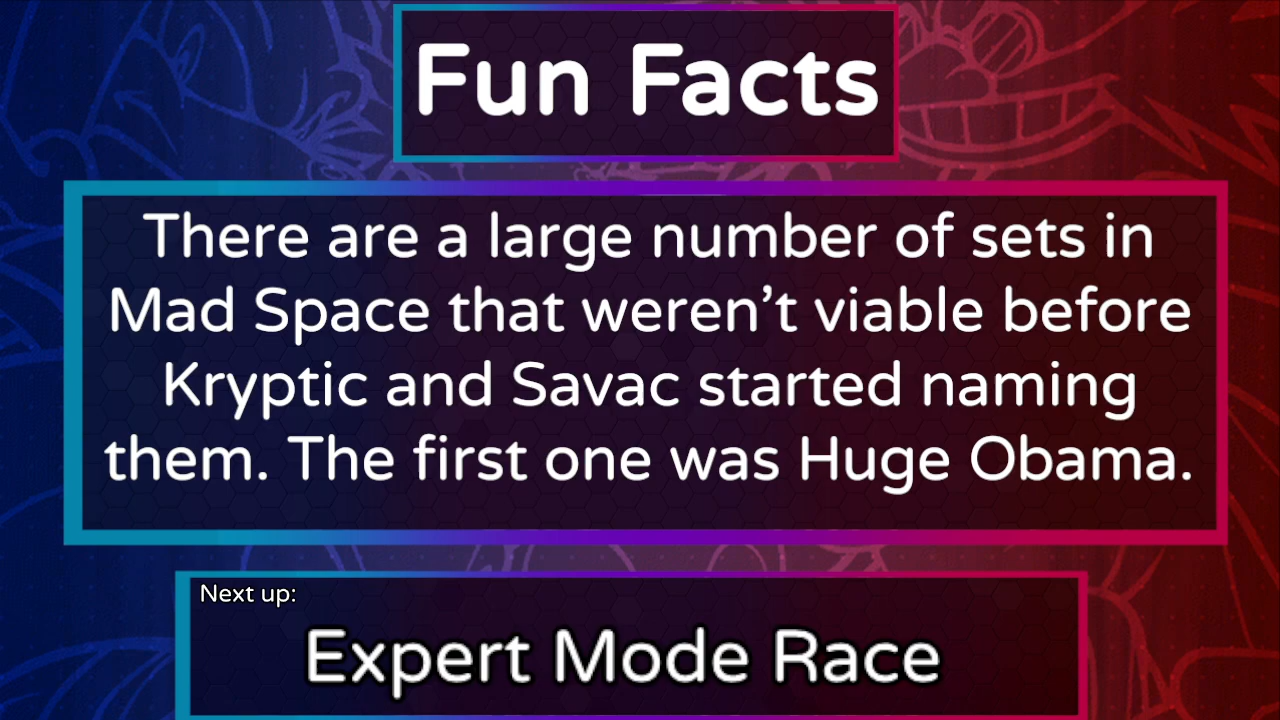 Fun Facts
There are a large number of sets in
Mad Space that weren’t viable before
Kryptic and Savac started naming
them. The first one was Huge Obama.
Next up:
Expert Mode Race